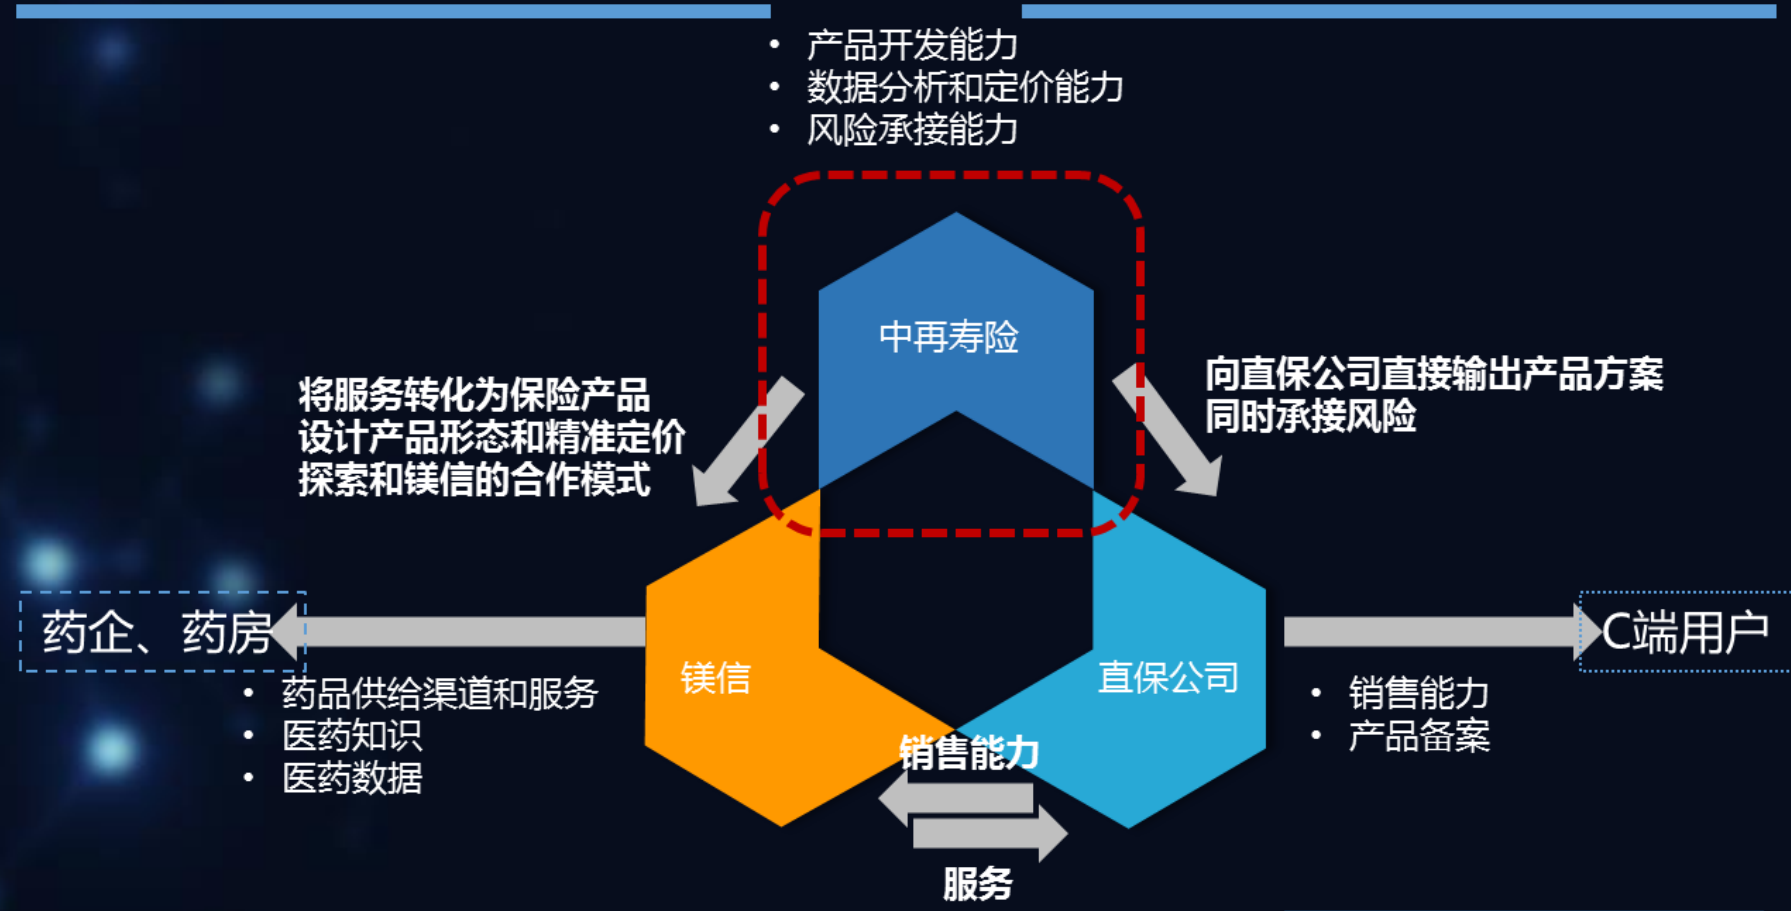 • 产品开发能力
• 数据分析和定价能力
• 风险承接能力
中再寿险
将服务转化为保险产品
设计产品形态和精准定价
探索和镁信的合作模式
向直保公司直接输出产品方案
同时承接风险
药企、药房
• 药品供给渠道和服务
• 医药知识
• 医药数据
镁信
直保公司
C端用户
• 销售能力
• 产品备案
销售能力
服务